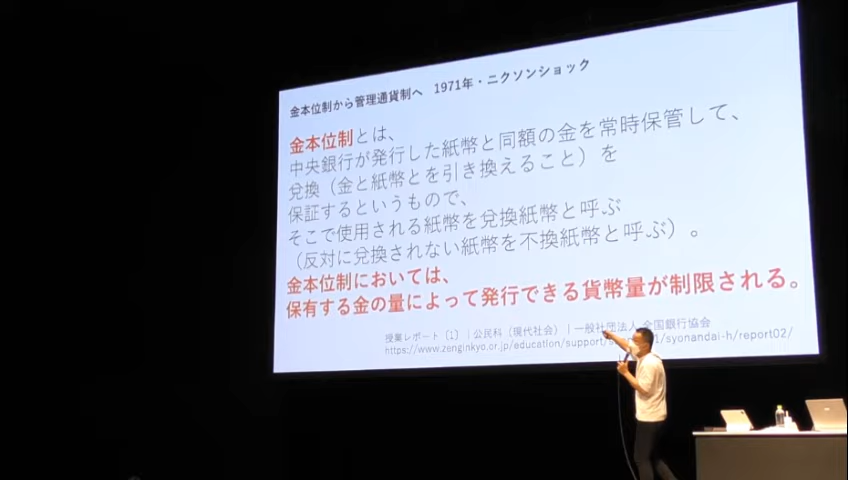 金本位制から管理通貨制へ 1971年・ニクソンショック
金本位制とは、
中央銀行が発行した紙幣と同額の金を常時保管して、
兌換（金と紙幣とを引き換えること）を
保証するというもので、
そこで使用される紙幣を兌換紙幣と呼ぶ
（反対に兌換されない紙幣を不換紙幣と呼ぶ）。
金本位制においては、
保有する金の量によって発行できる貨幣量が制限される。
授業レポート（1）｜公民科（現代社会）｜一般社団法人 全国銀行協会
https://www.zenginkyo.or.jp/education/support/ /syonandai-h/report02/